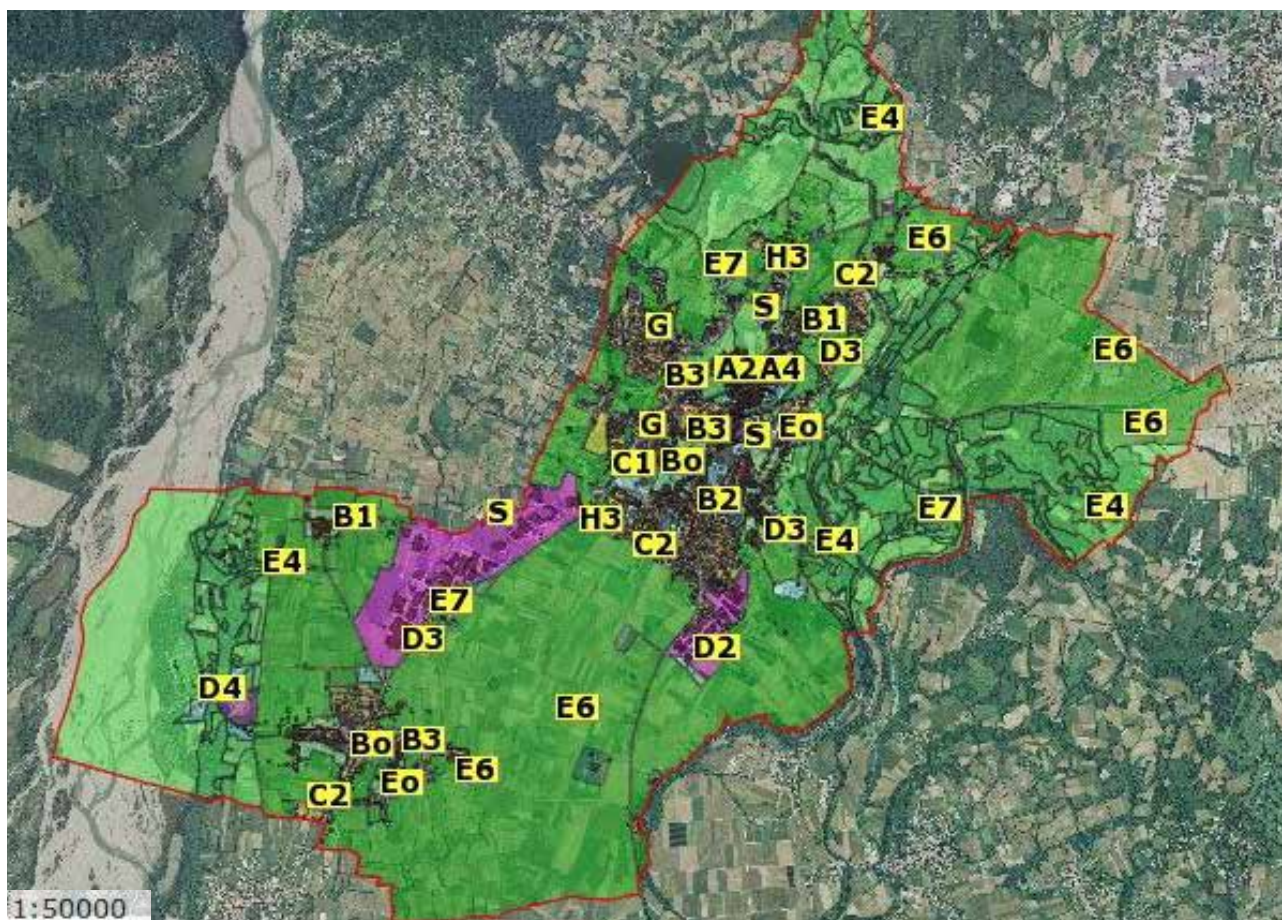 E4
E6
H3
E7
C2
S
B1
G
D3
E6
A2A4
B3
E6
G
B3
S
Eo
C1
Bo
B2
E4
E7
S
B1
H3
D3
C2
E4
E4
E7
D3
D2
D4
E6
Bo
B3
E6
Eo
C2
1:50000